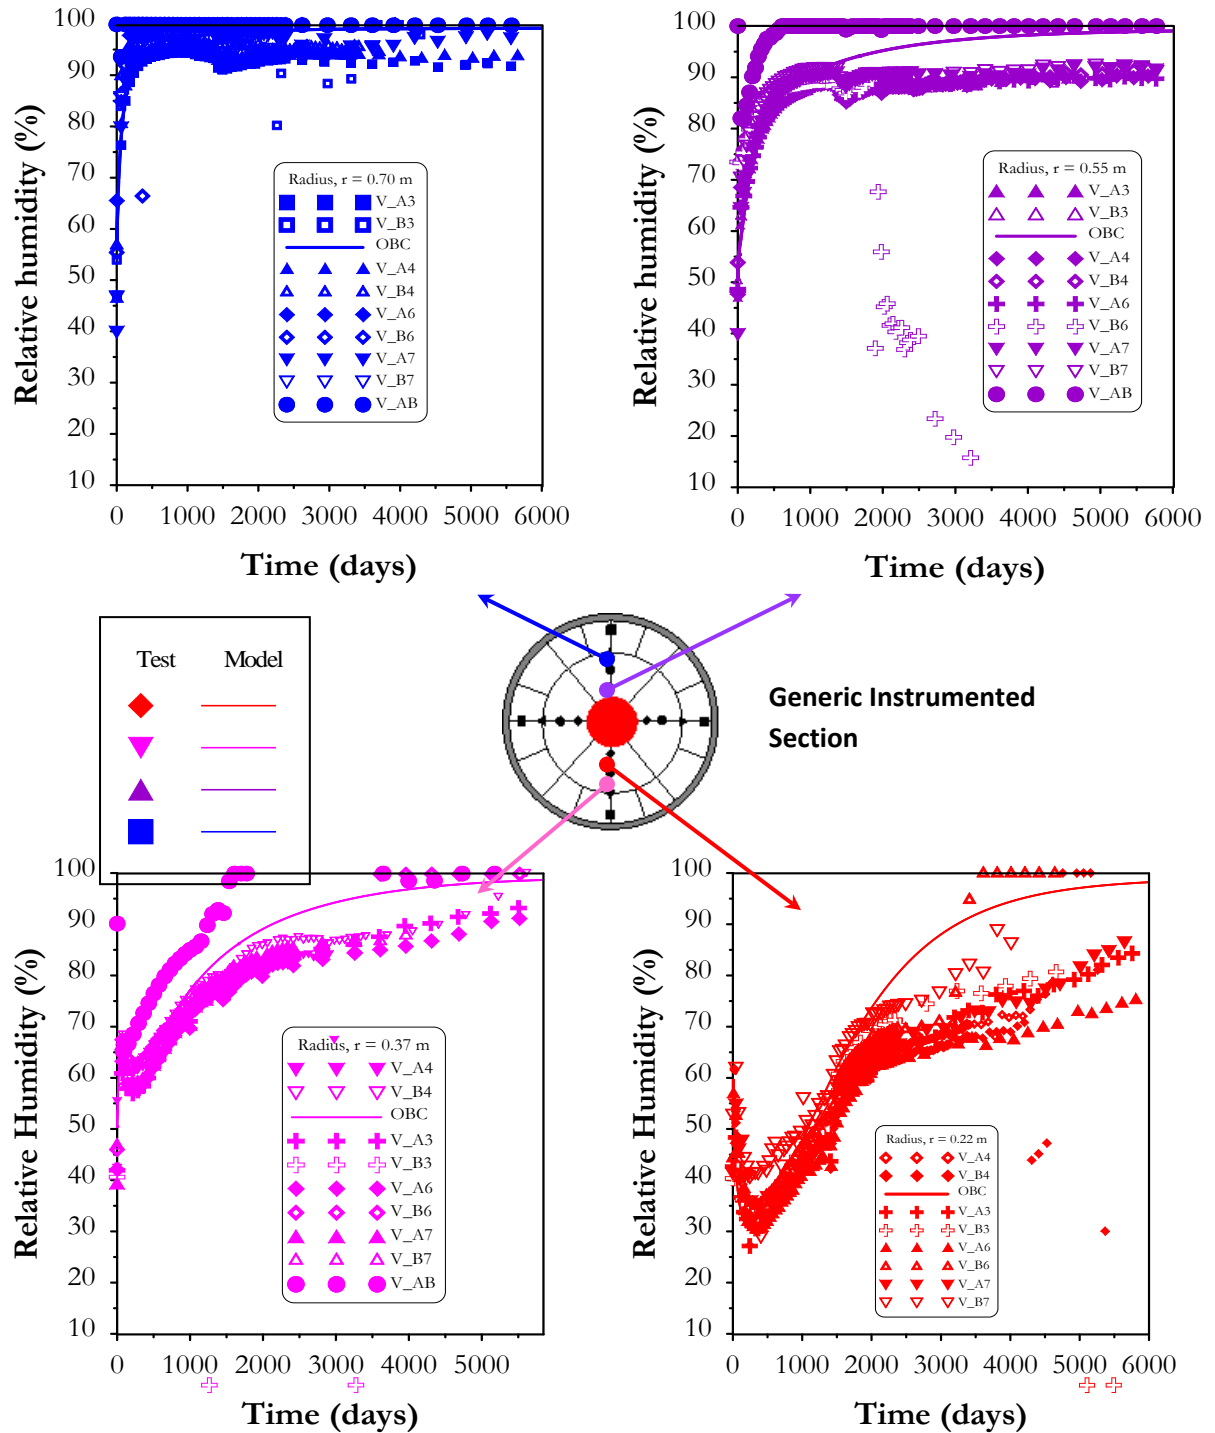 Relative humidity (%)
100
90
80
70
60
50
40
30
20
10
Radius, r = 0.70 m
V_A3
V_B3
OBC
V_A4
V_B4
V_A6
V_B6
V_A7
V_B7
V_AB
0 1000 2000 3000 4000 5000 6000
Time (days)
Relative humidity (%)
100
90
80
70
60
50
40
30
20
10
Radius, r = 0.55 m
V_A3
V_B3
OBC
V_A4
V_B4
V_A6
V_B6
V_A7
V_B7
V_AB
0 1000 2000 3000 4000 5000 6000
Time (days)
Test Model
Generic Instrumented
Section
Relative Humidity (%)
100
90
80
70
60
50
40
30
20
10
Radius, r = 0.37 m
V_A4
V_B4
OBC
V_A3
V_B3
V_A6
V_B6
V_A7
V_B7
V_AB
0 1000 2000 3000 4000 5000
Time (days)
Relative Humidity (%)
100
90
80
70
60
50
40
30
20
10
Radius, r = 0.22 m
V_A4
V_B4
OBC
V_A3
V_B3
V_A6
V_B6
V_A7
V_B7
0 1000 2000 3000 4000 5000 6000
Time (days)